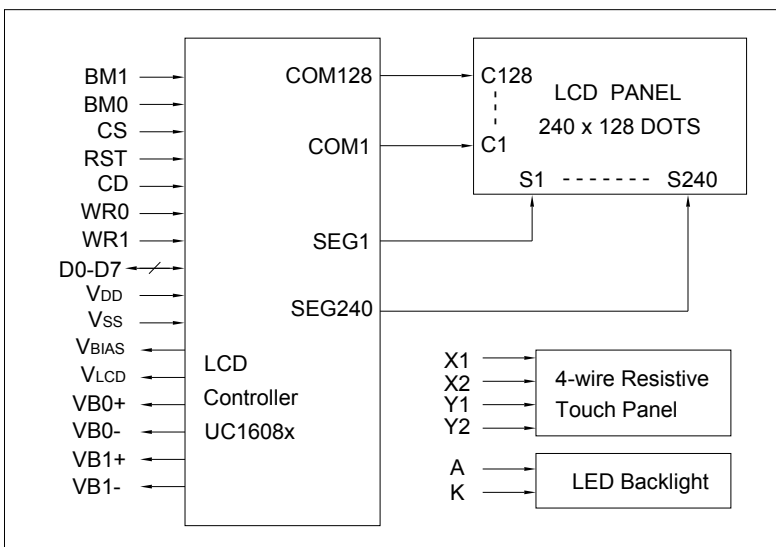 BM1
BM0
CS
RST
CD
WR0
WR1
D0-D7
VDD
VSS
VBIAS
VLCD
VB0+
VB0-
VB1+
VB1-
COM128
COM1
SEG1
SEG240
LCD
Controller
UC1608x
C128
C1
LCD PANEL
240 x 128 DOTS
S1 - - - - - - - S240
X1
X2
Y1
Y2
4-wire Resistive
Touch Panel
A
K
LED Backlight